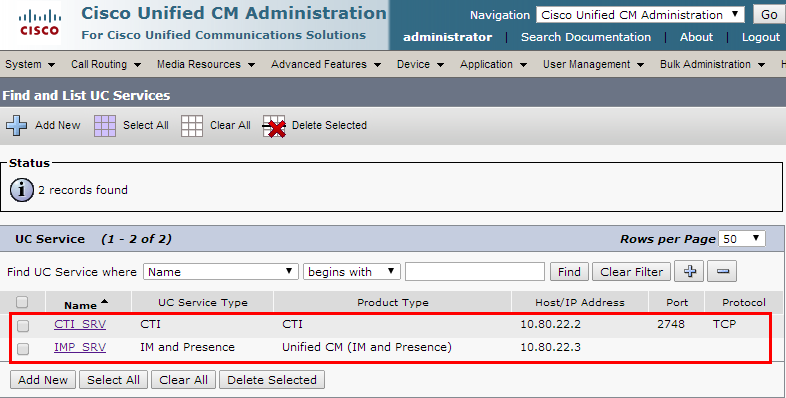 Cisco Unified CM Administration
CISCO For Cisco Unified Communications Solutions
Navigation Cisco Unified CM Administration Go
administrator | Search Documentation | About | Logout
System Call Routing Media Resources Advanced Features Device Application User Management Bulk Administration H
Find and List UC Services
Add New Select All Clear All Delete Selected
Status
i 2 records found
UC Service (1 - 2 of 2) Rows per Page 50
Find UC Service where Name begins with Find Clear Filter
Name UC Service Type Product Type Host/IP Address Port Protocol
CTI_SRV CTI CTI 10.80.22.2 2748 TCP
IMP_SRV IM and Presence Unified CM (IM and Presence) 10.80.22.3
Add New Select All Clear All Delete Selected